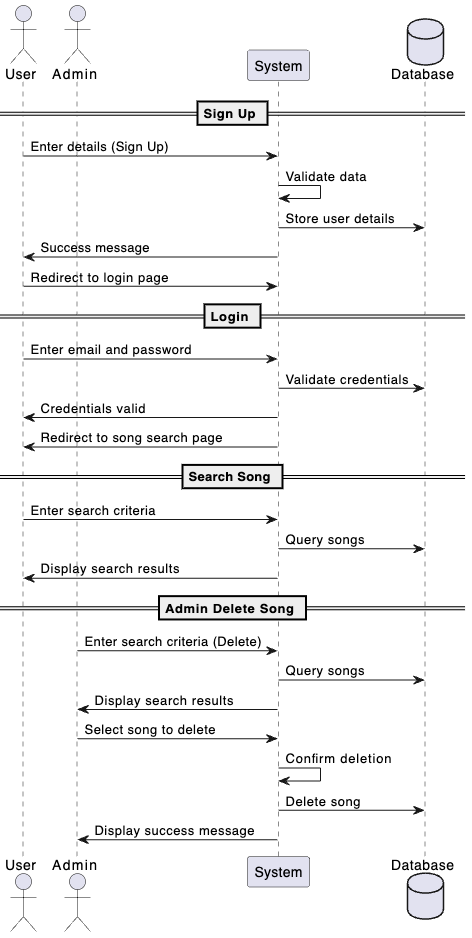 User Admin System Database
Sign Up
Enter details (Sign Up)
Validate data
Store user details
Success message
Redirect to login page
Login
Enter email and password
Validate credentials
Credentials valid
Redirect to song search page
Search Song
Enter search criteria
Query songs
Display search results
Admin Delete Song
Enter search criteria (Delete)
Query songs
Display search results
Select song to delete
Confirm deletion
Delete song
Display success message
User Admin System Database